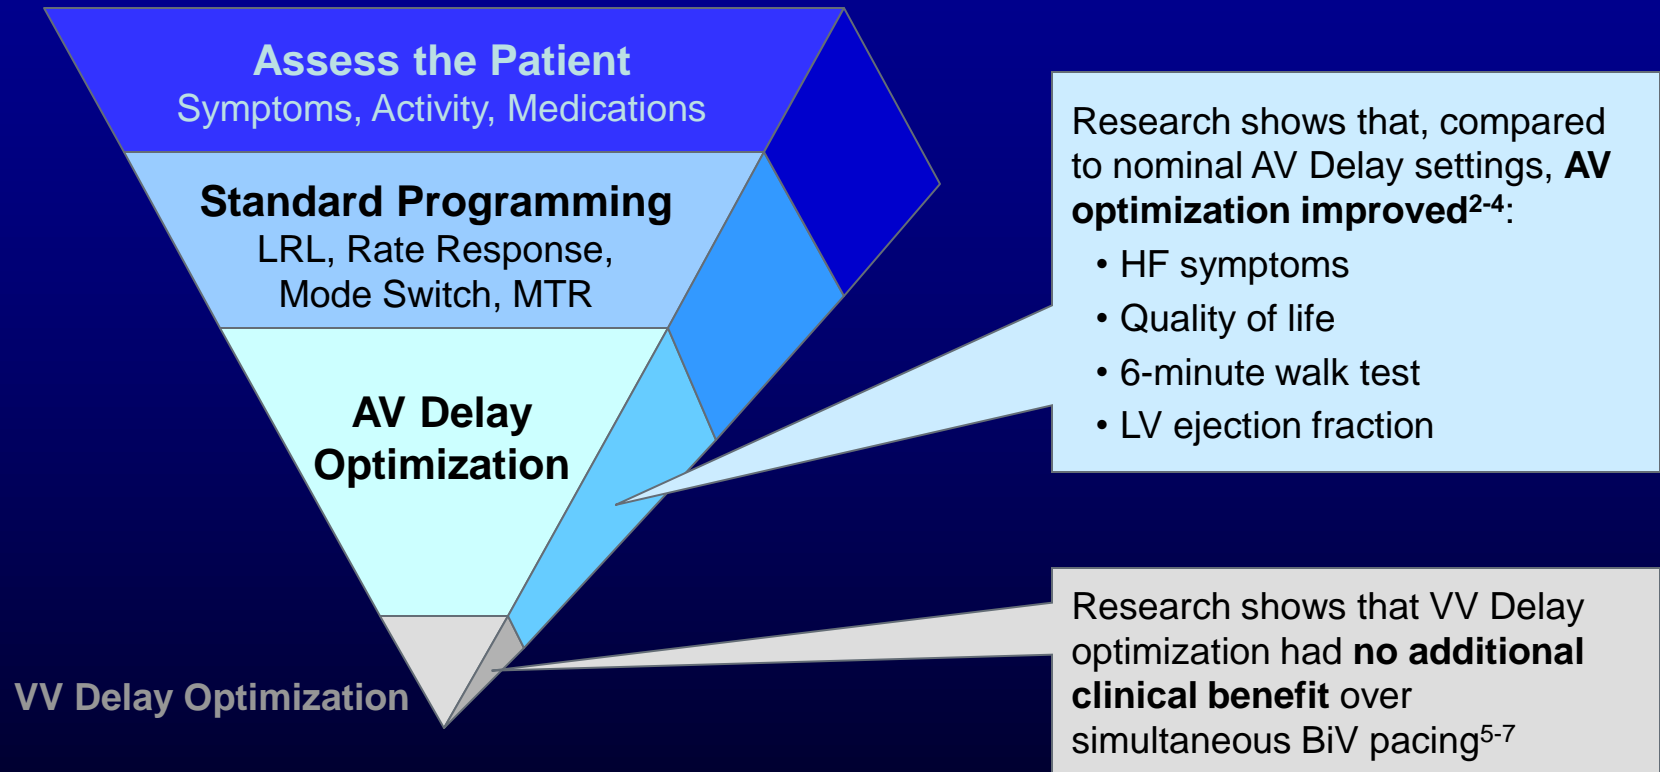 Assess the Patient
Symptoms, Activity, Medications
Standard Programming
LRL, Rate Response,
Mode Switch, MTR
AV Delay
Optimization
VV Delay Optimization
Research shows that, compared
to nominal AV Delay settings, AV
optimization improved2-4:
• HF symptoms
• Quality of life
• 6-minute walk test
• LV ejection fraction
Research shows that VV Delay
optimization had no additional
clinical benefit over
simultaneous BiV pacing5-7